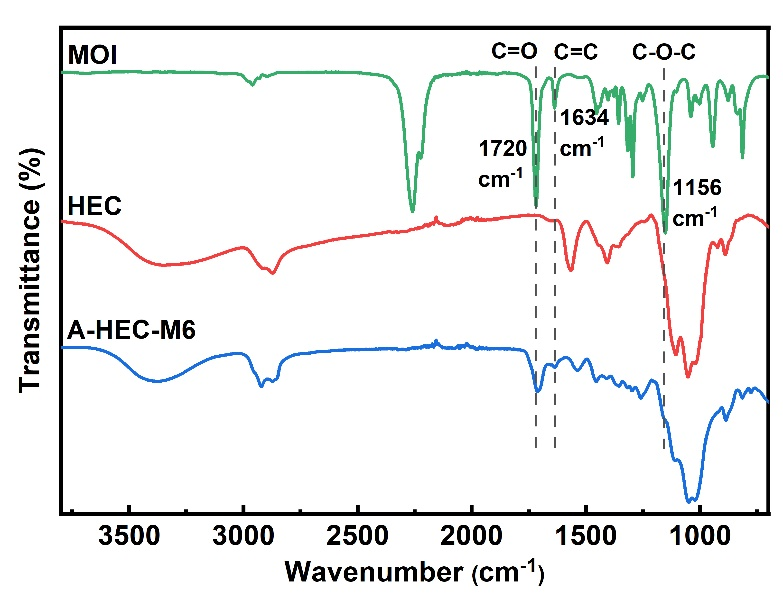 MOI
C=O
C=C
C-O-C
1634
cm⁻¹
1720
cm⁻¹
1156
cm⁻¹
HEC
A-HEC-M6
Transmittance (%)
3500
3000
2500
2000
1500
1000
Wavenumber (cm⁻¹)